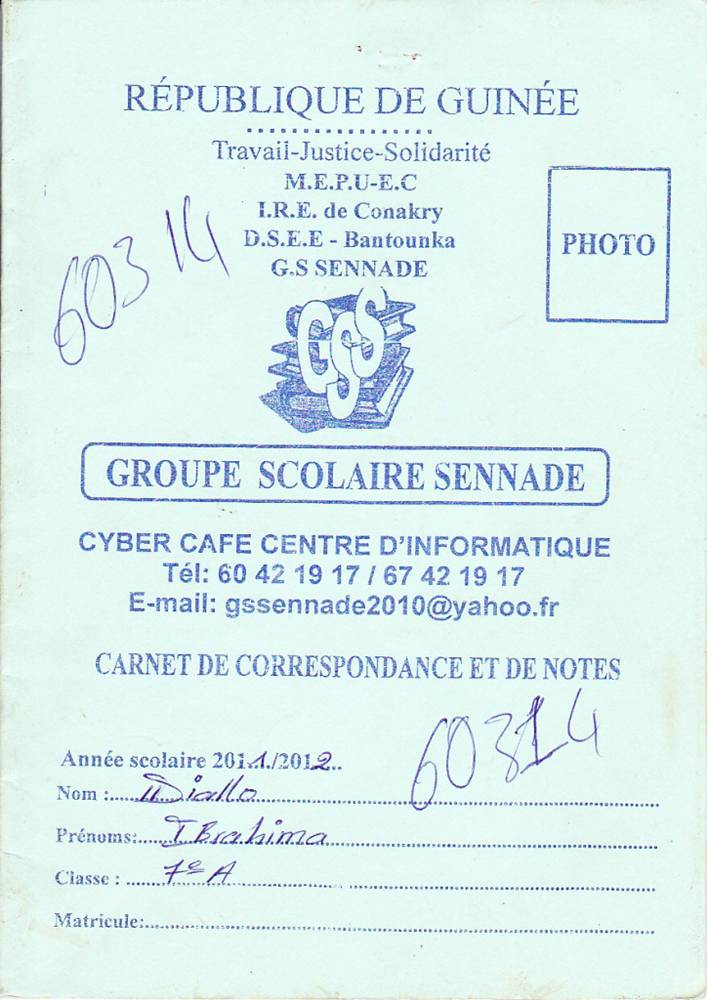 RÉPUBLIQUE DE GUINÉE
Travail-Justice-Solidarité
M.E.P.U-E.C
I.R.E. de Conakry
D.S.E.E - Bantounka
G.S SENNADE
PHOTO
60314
GSS
GROUPE SCOLAIRE SENNADE
CYBER CAFE CENTRE D'INFORMATIQUE
Tél: 60 42 19 17 / 67 42 19 17
E-mail: gssennade2010@yahoo.fr
CARNET DE CORRESPONDANCE ET DE NOTES
60314
Année scolaire 2011/2012
Nom : Diallo
Prénoms: IBrahima
Classe : 7e A
Matricule: